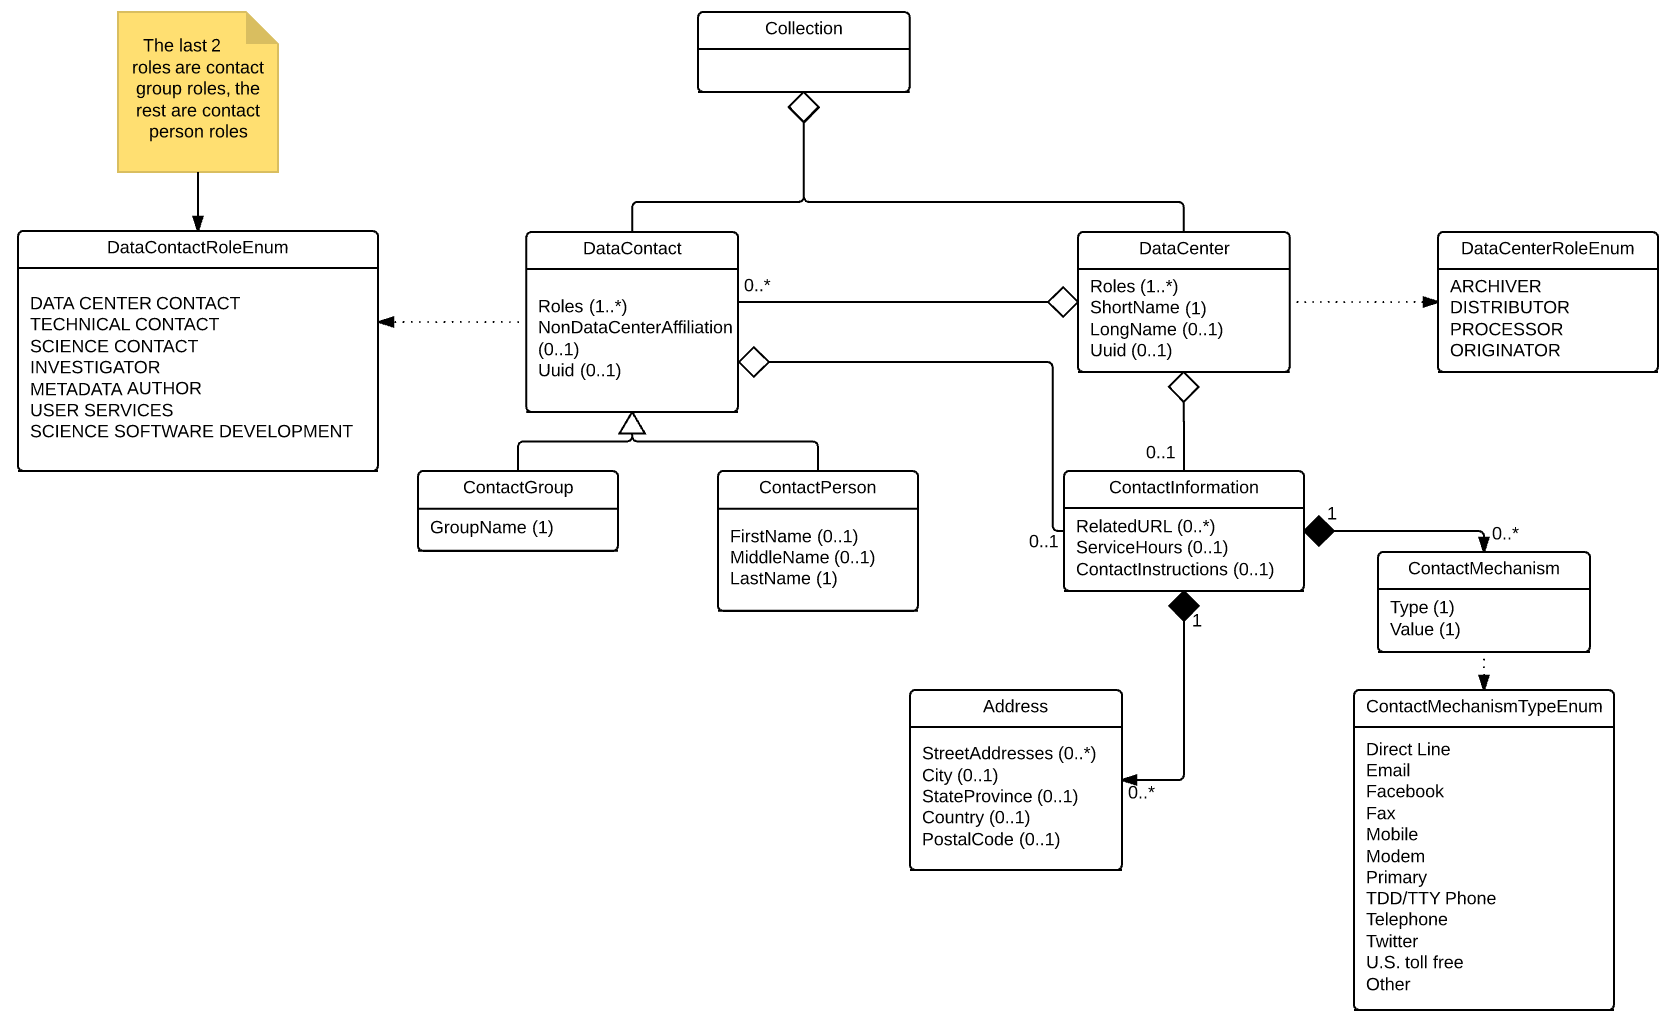 The last 2
roles are contact
group roles, the
rest are contact
person roles
Collection
DataContactRoleEnum
DATA CENTER CONTACT
TECHNICAL CONTACT
SCIENCE CONTACT
INVESTIGATOR
METADATA AUTHOR
USER SERVICES
SCIENCE SOFTWARE DEVELOPMENT
DataContact
Roles (1..*)
NonDataCenterAffiliation
(0..1)
Uuid (0..1)
0..*
DataCenter
Roles (1..*)
ShortName (1)
LongName (0..1)
Uuid (0..1)
DataCenterRoleEnum
ARCHIVER
DISTRIBUTOR
PROCESSOR
ORIGINATOR
0..1
ContactGroup
GroupName (1)
ContactPerson
FirstName (0..1)
MiddleName (0..1)
LastName (1)
0..1
ContactInformation
RelatedURL (0..*)
ServiceHours (0..1)
ContactInstructions (0..1)
1
0..*
ContactMechanism
Type (1)
Value (1)
1
0..*
Address
StreetAddresses (0..*)
City (0..1)
StateProvince (0..1)
Country (0..1)
PostalCode (0..1)
ContactMechanismTypeEnum
Direct Line
Email
Facebook
Fax
Mobile
Modem
Primary
TDD/TTY Phone
Telephone
Twitter
U.S. toll free
Other